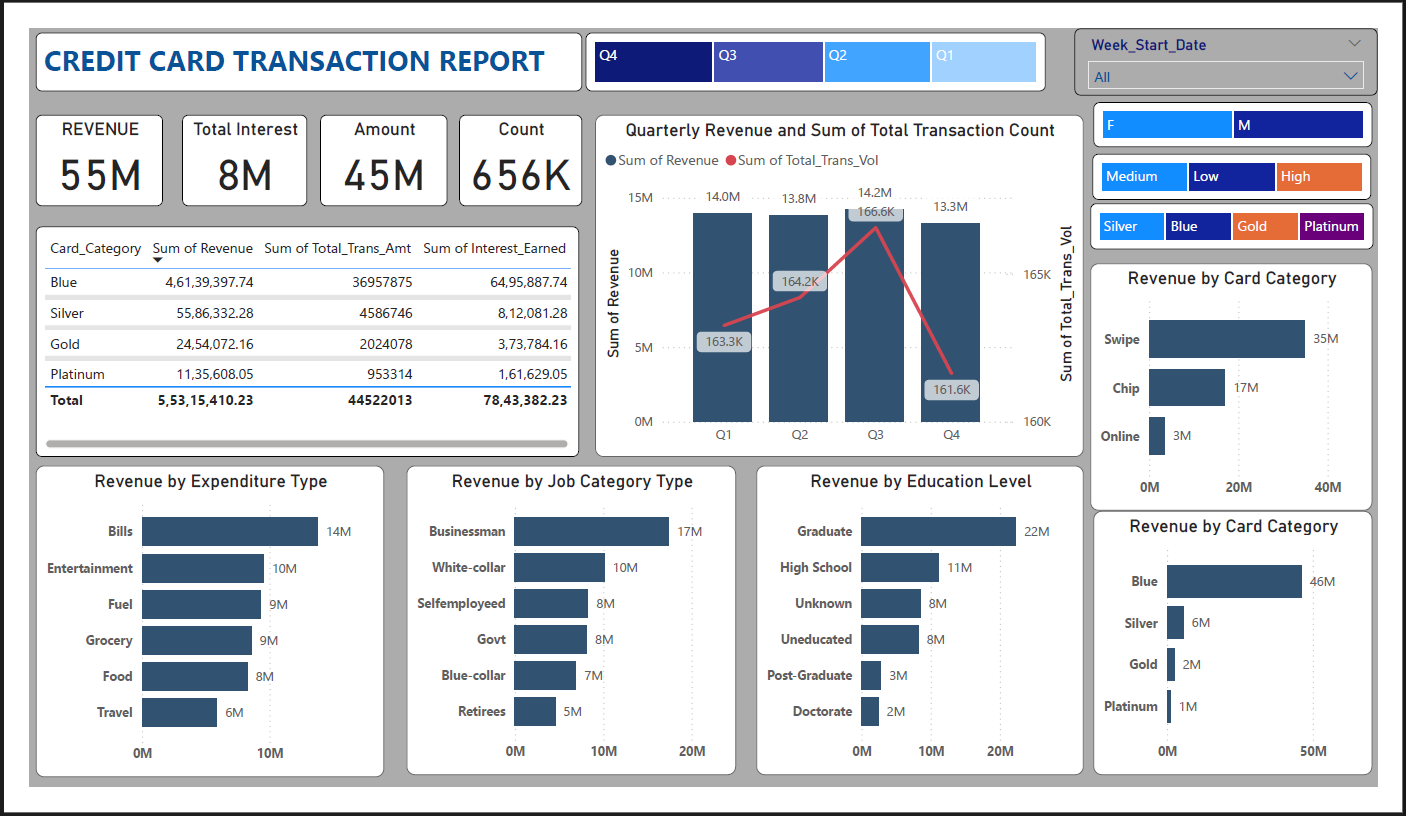 CREDIT CARD TRANSACTION REPORT
Q4 Q3 Q2 Q1
Week_Start_Date
All
F M
Medium Low High
Silver Blue Gold Platinum
REVENUE
55M
Total Interest
8M
Amount
45M
Count
656K
Card_Category Sum of Revenue Sum of Total_Trans_Amt Sum of Interest_Earned
Blue 4,61,39,397.74 36957875 64,95,887.74
Silver 55,86,332.28 4586746 8,12,081.28
Gold 24,54,072.16 2024078 3,73,784.16
Platinum 11,35,608.05 953314 1,61,629.05
Total 5,53,15,410.23 44522013 78,43,382.23
Quarterly Revenue and Sum of Total Transaction Count
Sum of Revenue Sum of Total_Trans_Vol
Sum of Revenue
15M
10M
5M
0M
14.0M 13.8M 14.2M 13.3M
163.3K 164.2K 166.6K 161.6K
Q1 Q2 Q3 Q4
165K
160K
Sum of Total_Trans_Vol
Revenue by Card Category
Swipe 35M
Chip 17M
Online 3M
0M 20M 40M
Revenue by Expenditure Type
Bills 14M
Entertainment 10M
Fuel 9M
Grocery 9M
Food 8M
Travel 6M
0M 10M
Revenue by Job Category Type
Businessman 17M
White-collar 10M
Selfemployeed 8M
Govt 8M
Blue-collar 7M
Retirees 5M
0M 10M 20M
Revenue by Education Level
Graduate 22M
High School 11M
Unknown 8M
Uneducated 8M
Post-Graduate 3M
Doctorate 2M
0M 10M 20M
Revenue by Card Category
Blue 46M
Silver 6M
Gold 2M
Platinum 1M
0M 50M